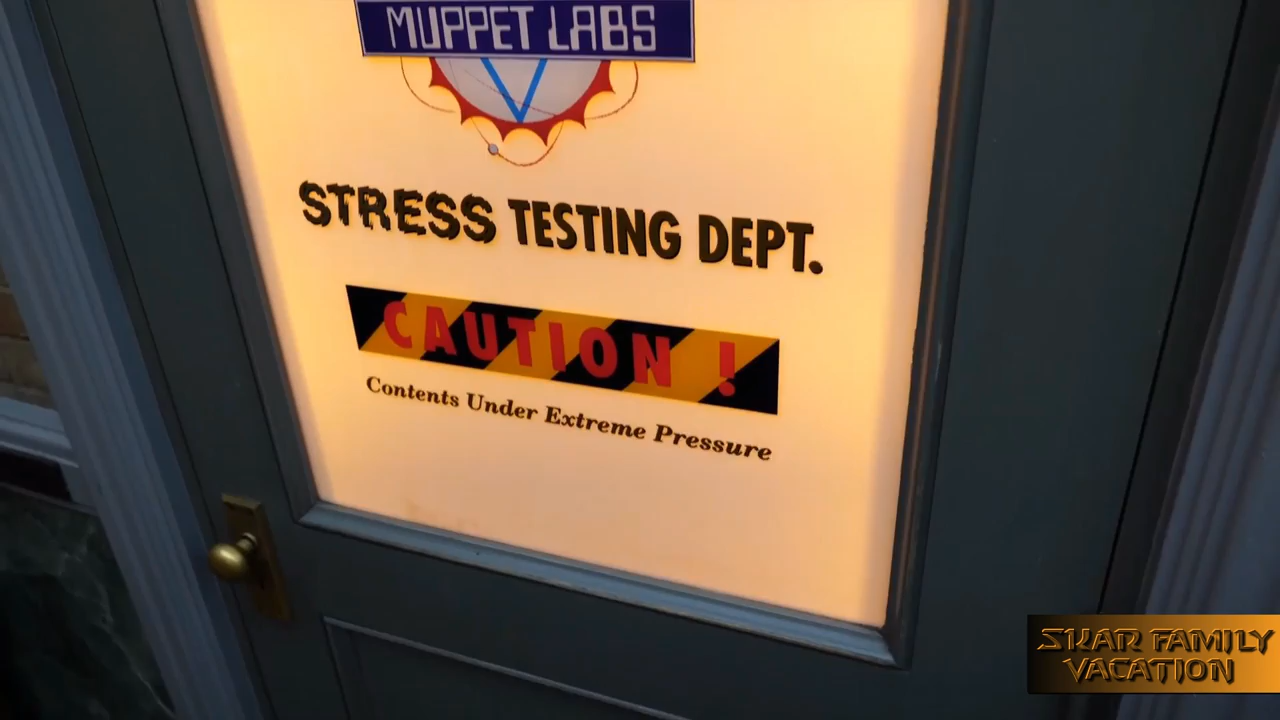 MUPPET LABS
STRESS TESTING DEPT.
CAUTION !
Contents Under Extreme Pressure
SKAR FAMILY
VACATION